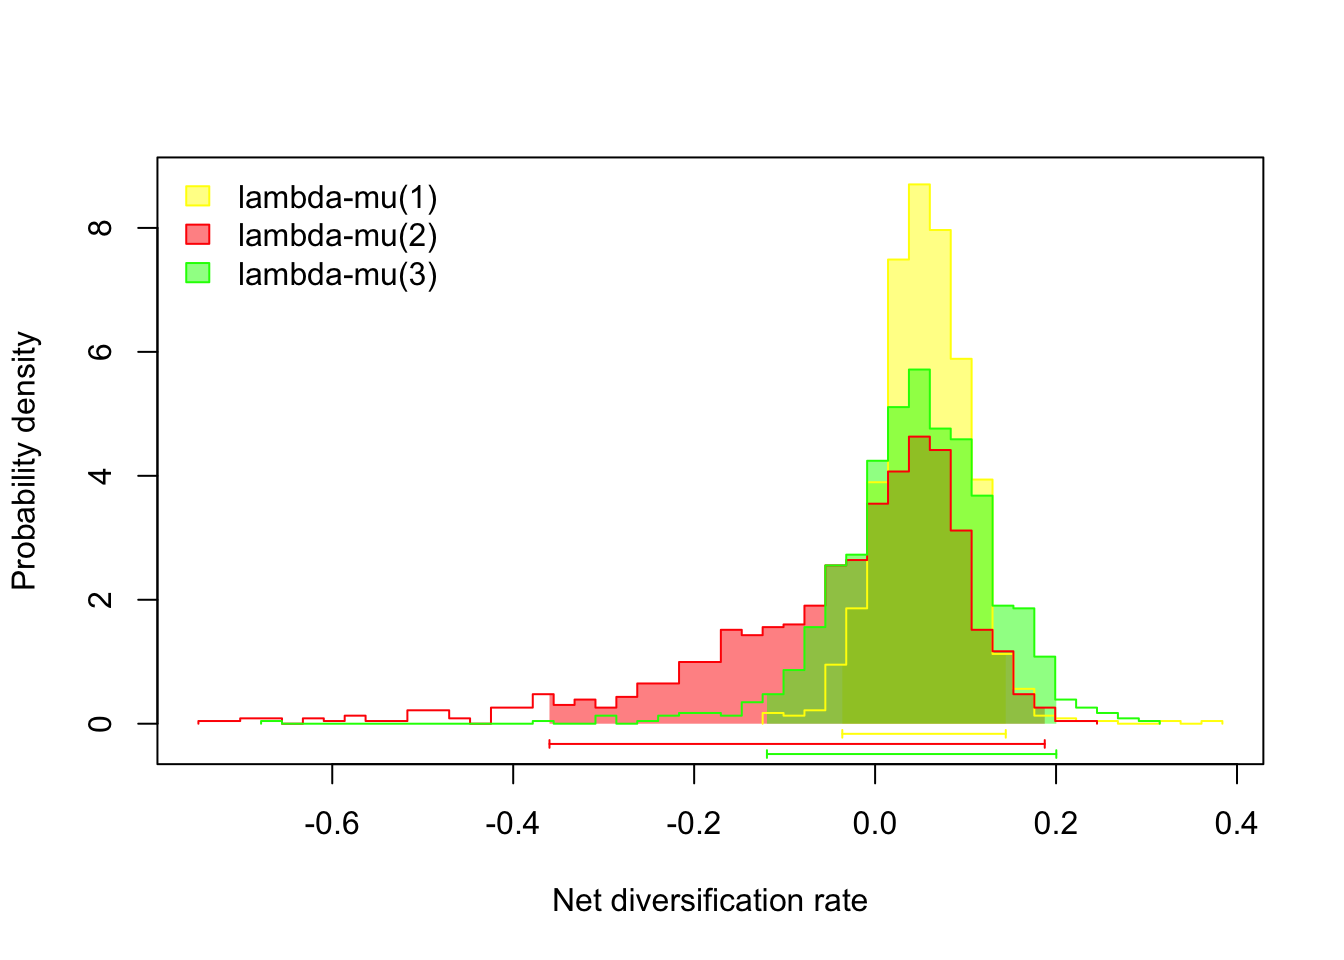 lambda-mu(1)
lambda-mu(2)
lambda-mu(3)
Probability density
8
6
4
2
0
-0.6 -0.4 -0.2 0.0 0.2 0.4
Net diversification rate